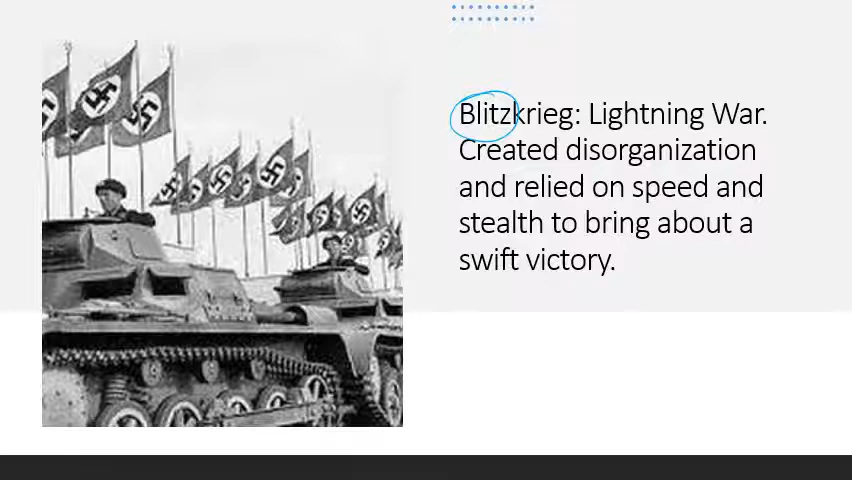 Blitzkrieg: Lightning War.
Created disorganization
and relied on speed and
stealth to bring about a
swift victory.